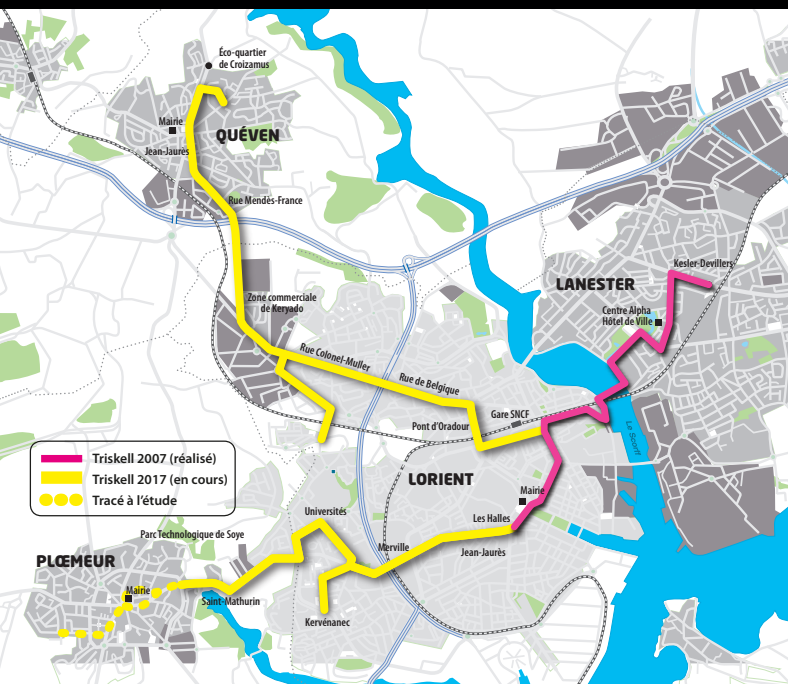 Éco-quartier
de Croizamus
Mairie
QUÉVEN
Jean-Jaurès
Rue Mendès-France
Kesler-Devillers
LANESTER
Zone commerciale
de Keryado
Centre Alpha
Hôtel de Ville
Rue Colonel-Muller
Rue de Belgique
Gare SNCF
Pont d'Oradour
Le Scorff
Triskell 2007 (réalisé)
Triskell 2017 (en cours)
Tracé à l'étude
LORIENT
Mairie
Universités
Les Halles
Parc Technologique de Soye
Merville
Jean-Jaurès
PLŒMEUR
Mairie
Saint-Mathurin
Kervénanec